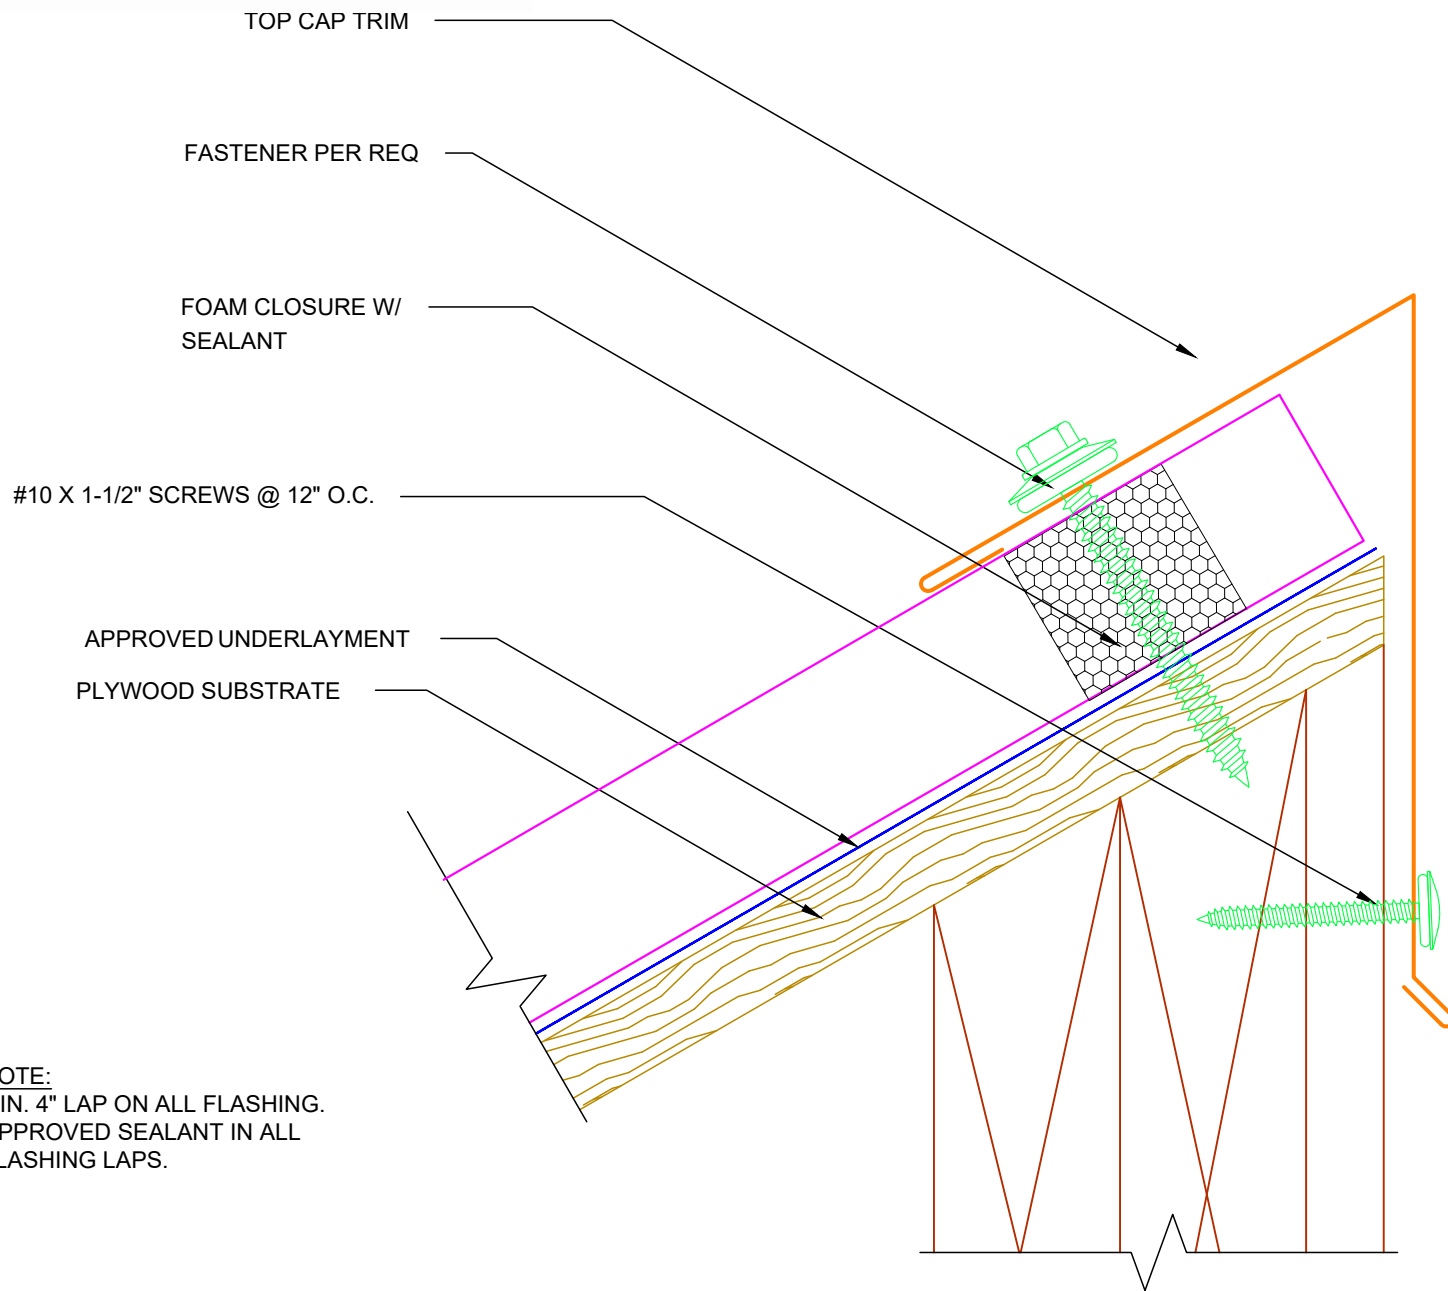 TOP CAP TRIM
FASTENER PER REQ
FOAM CLOSURE W/
SEALANT
#10 X 1-1/2" SCREWS @ 12" O.C.
APPROVED UNDERLAYMENT
PLYWOOD SUBSTRATE
OTE:
IN. 4" LAP ON ALL FLASHING.
PPROVED SEALANT IN ALL
LASHING LAPS.